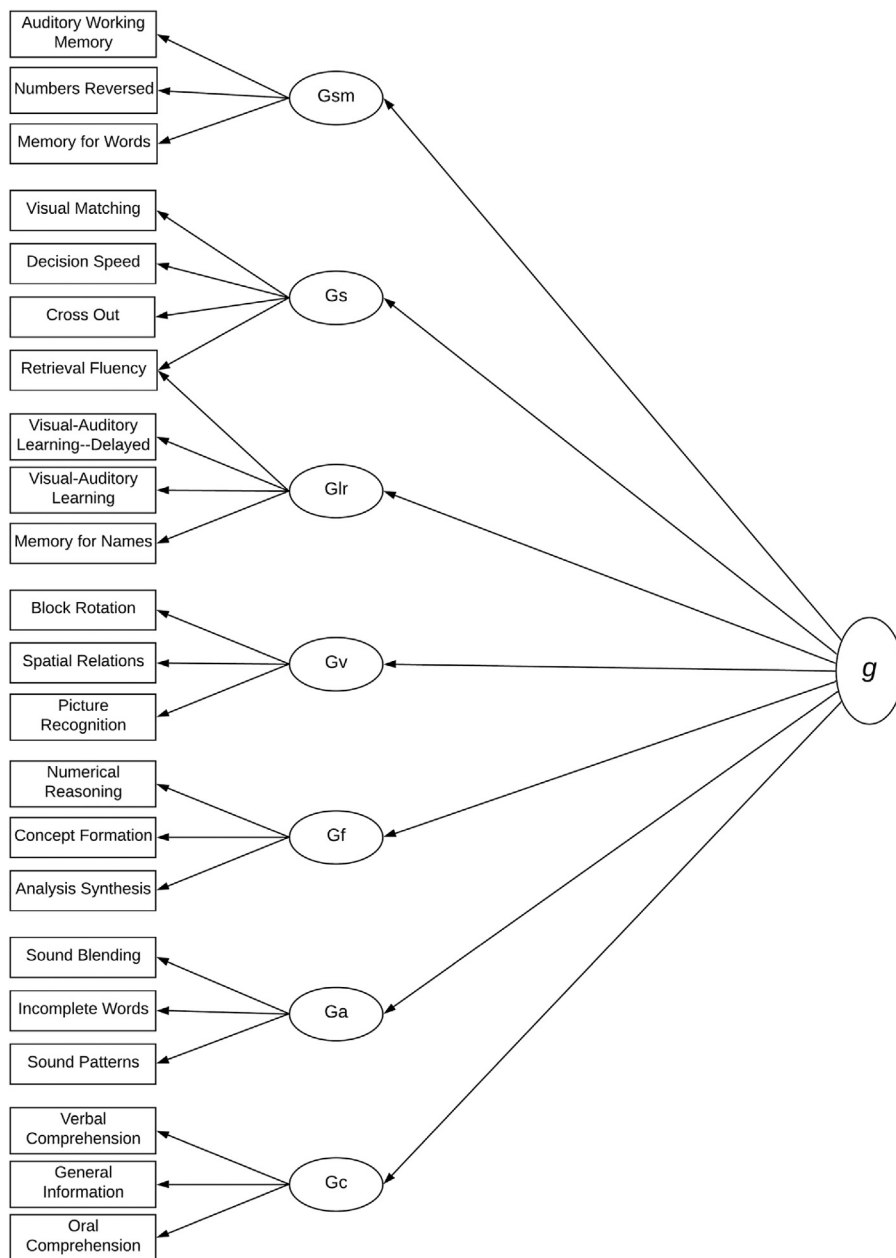 Auditory Working
Memory
Numbers Reversed
Memory for Words
Gsm
Visual Matching
Decision Speed
Cross Out
Retrieval Fluency
Gs
Visual-Auditory
Learning--Delayed
Visual-Auditory
Learning
Memory for Names
Glr
Block Rotation
Spatial Relations
Picture
Recognition
Gv
Numerical
Reasoning
Concept Formation
Analysis Synthesis
Gf
Sound Blending
Incomplete Words
Sound Patterns
Ga
Verbal
Comprehension
General
Information
Oral
Comprehension
Gc
g